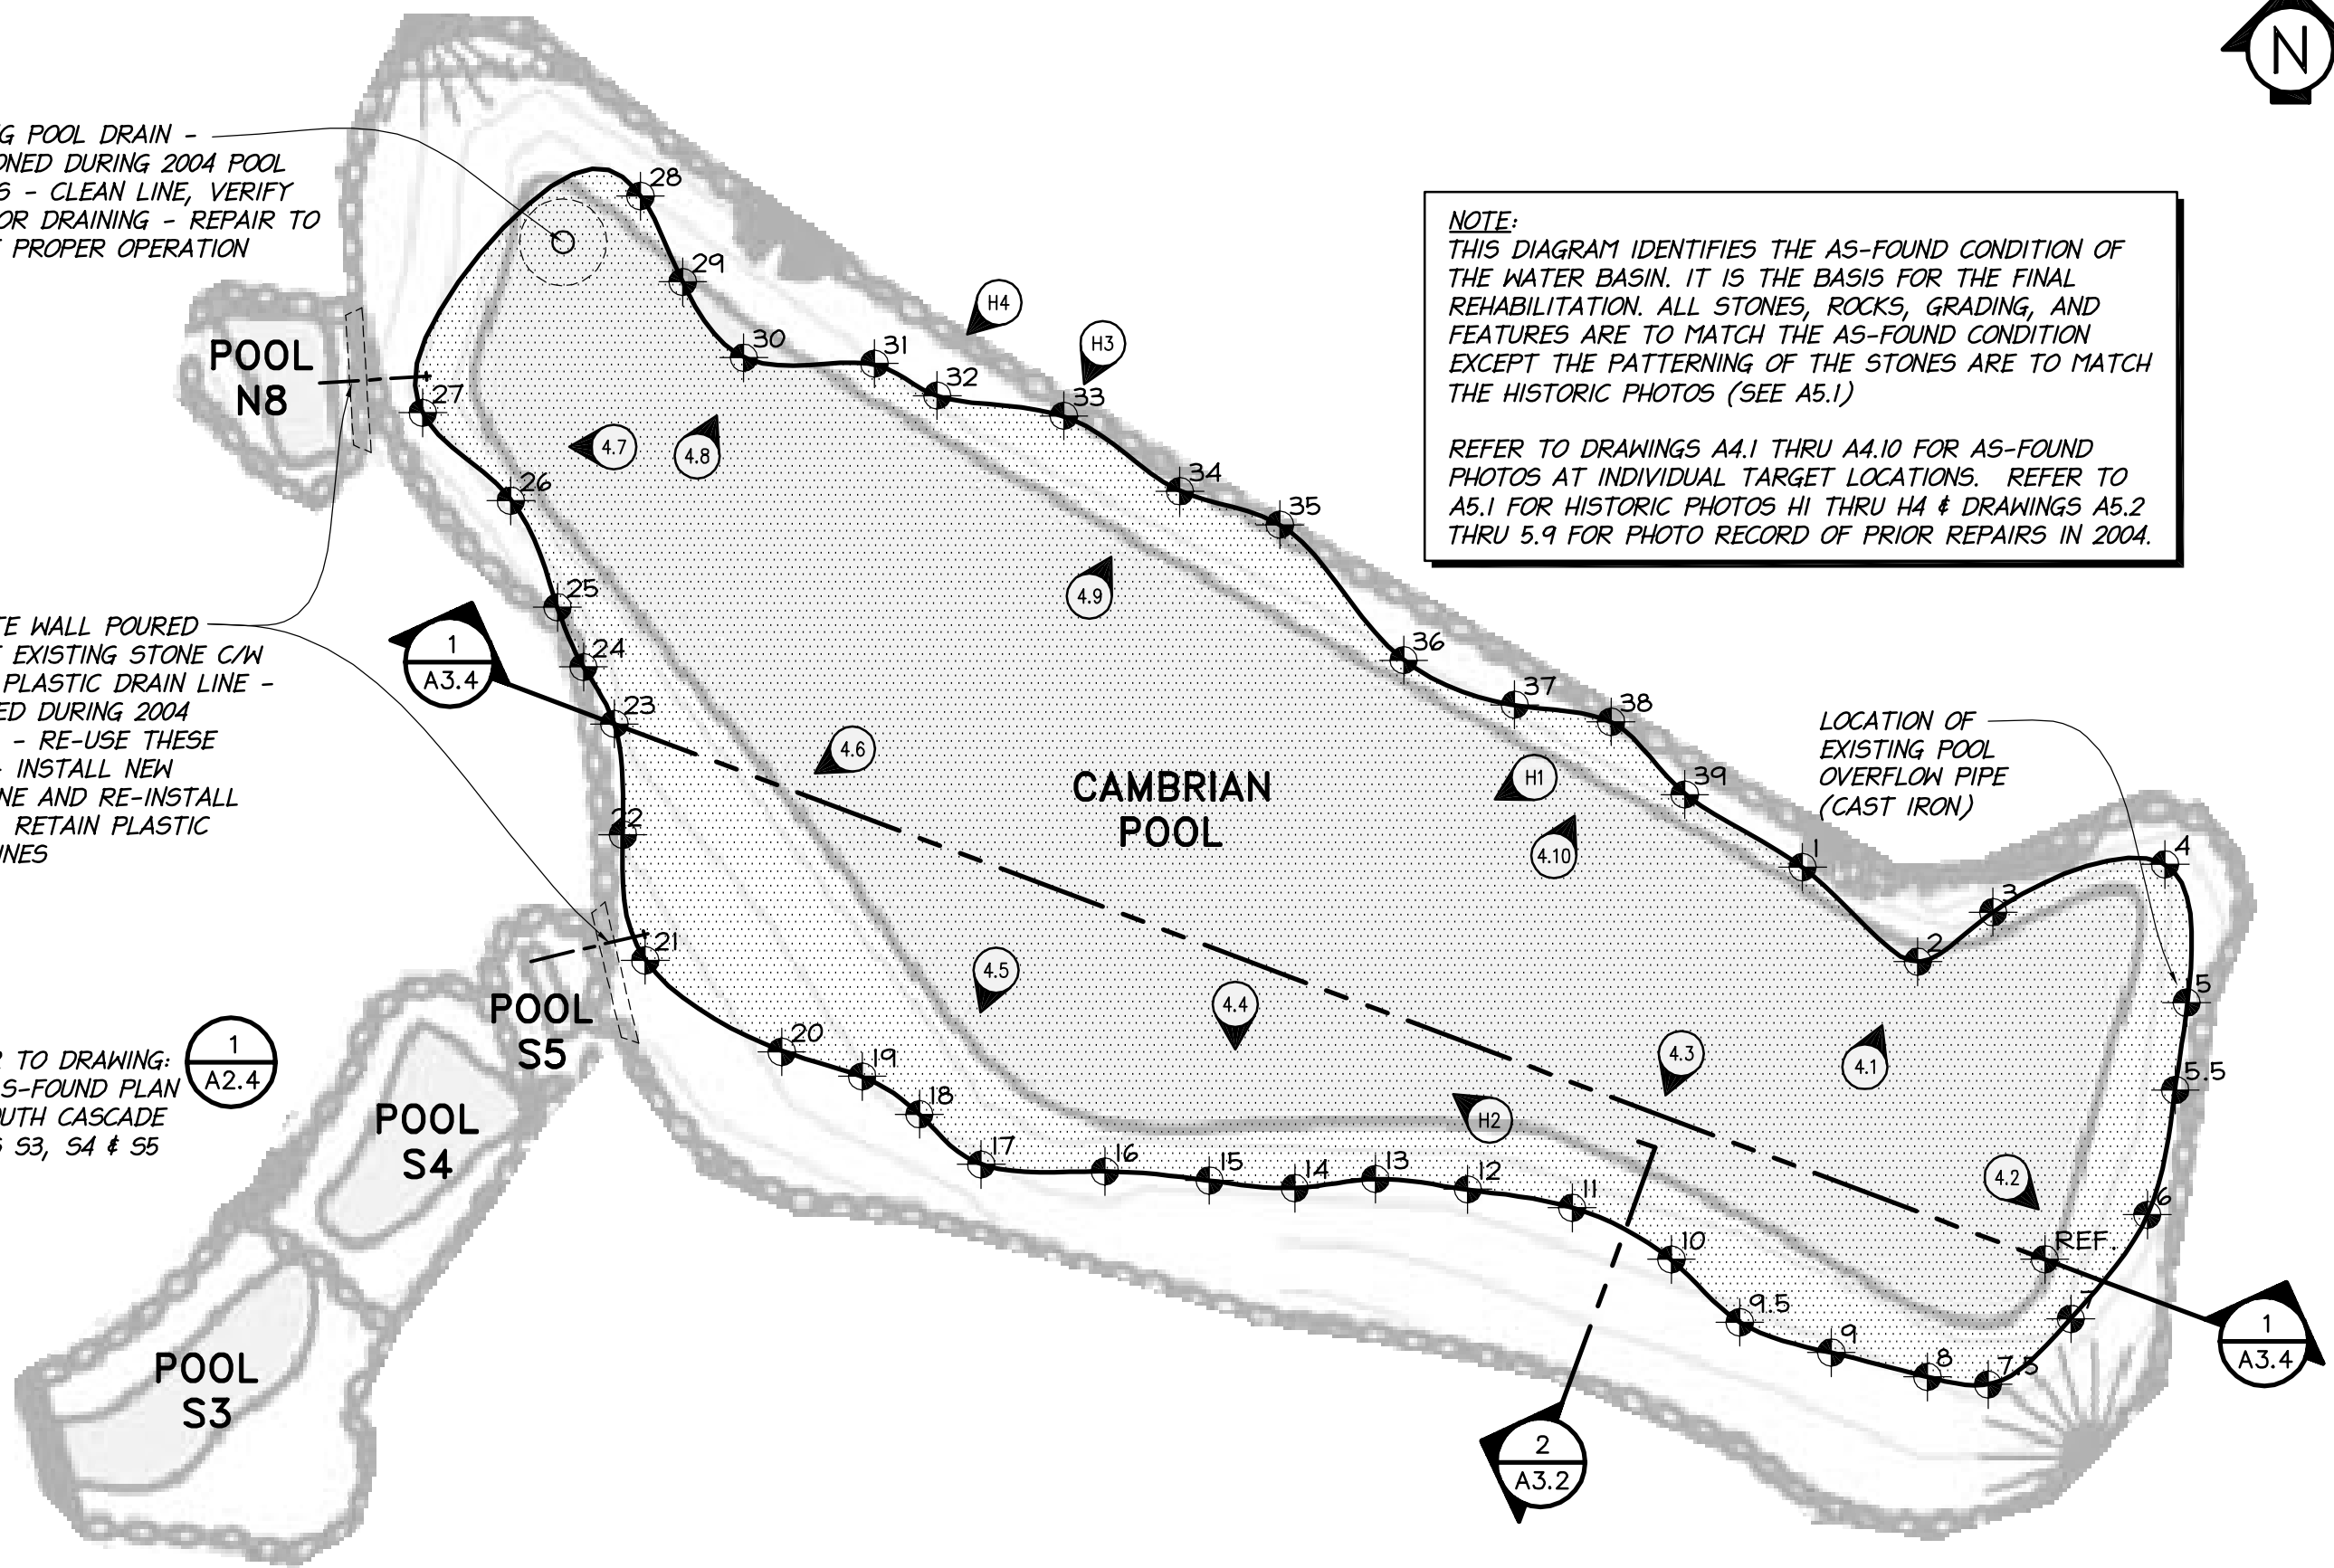 N
POOL DRAIN -
DURING 2004 POOL
- CLEAN LINE, VERIFY
DRAINING - REPAIR TO
PROPER OPERATION
NOTE:
THIS DIAGRAM IDENTIFIES THE AS-FOUND CONDITION OF
THE WATER BASIN. IT IS THE BASIS FOR THE FINAL
REHABILITATION. ALL STONES, ROCKS, GRADING, AND
FEATURES ARE TO MATCH THE AS-FOUND CONDITION
EXCEPT THE PATTERNING OF THE STONES ARE TO MATCH
THE HISTORIC PHOTOS (SEE A5.1)
REFER TO DRAWINGS A4.1 THRU A4.10 FOR AS-FOUND
PHOTOS AT INDIVIDUAL TARGET LOCATIONS. REFER TO
A5.1 FOR HISTORIC PHOTOS H1 THRU H4 & DRAWINGS A5.2
THRU 5.9 FOR PHOTO RECORD OF PRIOR REPAIRS IN 2004.
28
29
30
31
32
33
34
35
36
37
38
39
1
2
3
4
5
5.5
6
REF.
7
7.5
8
9
9.5
10
11
12
13
14
15
16
17
18
19
20
21
22
23
24
25
26
27
H4
H3
H1
H2
4.7
4.8
4.9
4.6
4.10
4.5
4.4
4.3
4.1
4.2
POOL
N8
WALL POURED
EXISTING STONE C/W
PLASTIC DRAIN LINE -
DURING 2004
- RE-USE THESE
- INSTALL NEW
AND RE-INSTALL
RETAIN PLASTIC
1
A3.4
CAMBRIAN
POOL
LOCATION OF
EXISTING POOL
OVERFLOW PIPE
(CAST IRON)
POOL
S5
TO DRAWING:
AS-FOUND PLAN
CASCADE
S3, S4 & S5
1
A2.4
POOL
S4
POOL
S3
2
A3.2
1
A3.4